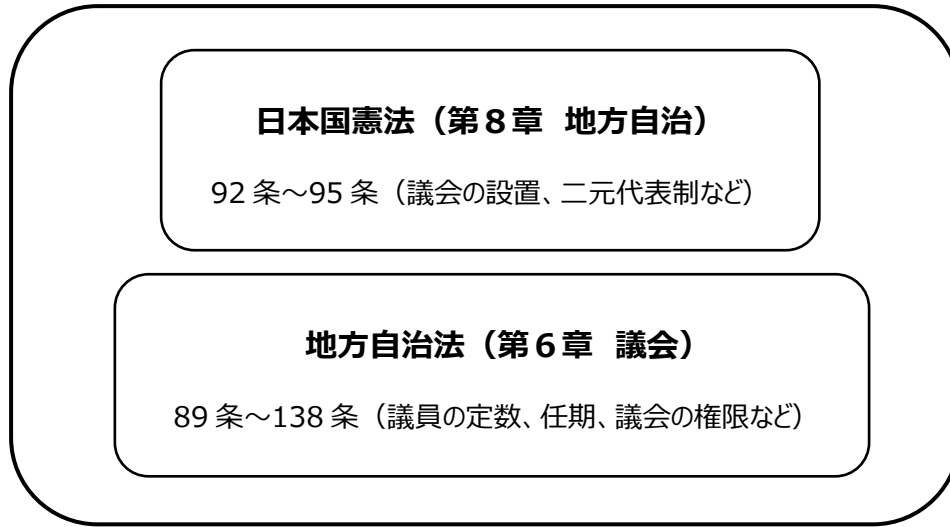 日本国憲法（第８章 地方自治）
92 条～95 条（議会の設置、二元代表制など）
地方自治法（第６章 議会）
89 条～138 条（議員の定数、任期、議会の権限など）